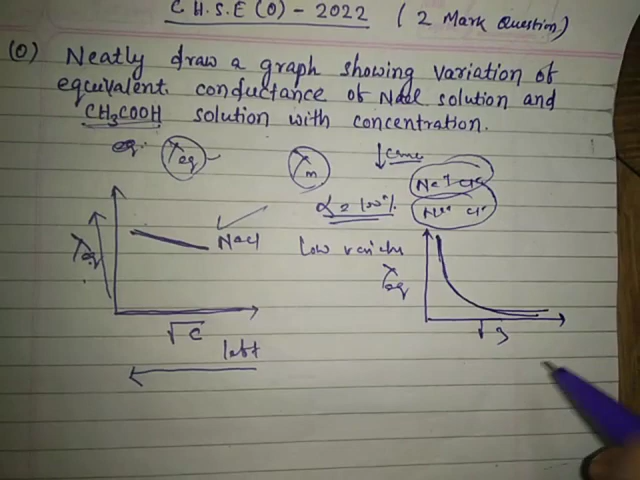 C.H.S.E (O) - 2022 ( 2 Mark Question)
(O) Neatly draw a graph showing variation of
equivalent conductance of NaCl solution and
CH3COOH solution with concentration.
eq. λeq λm ↓ conc
Na+ Cl-
α = 100% Na+ Cl-
λeq NaCl Low
λeq
√C
left